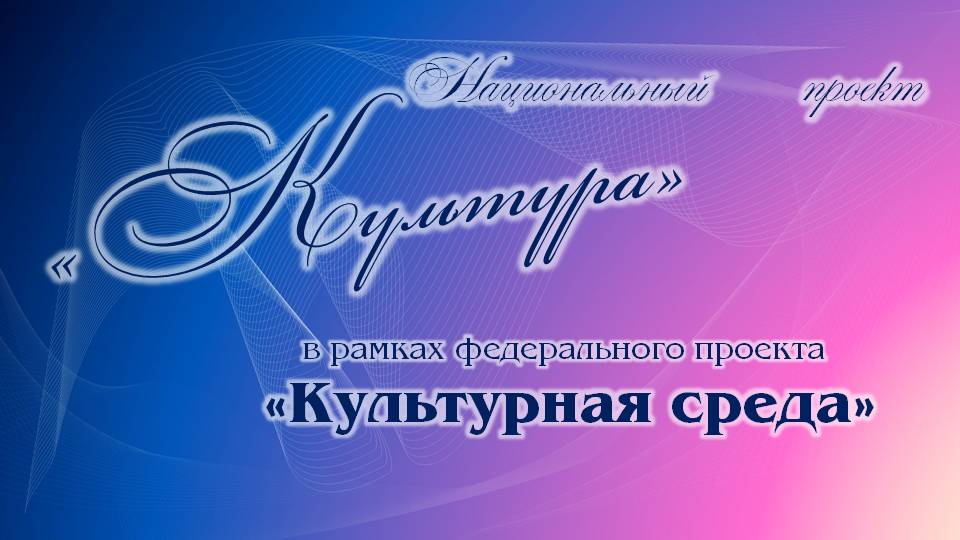 Национальный проект
«Культура»
в рамках федерального проекта
«Культурная среда»